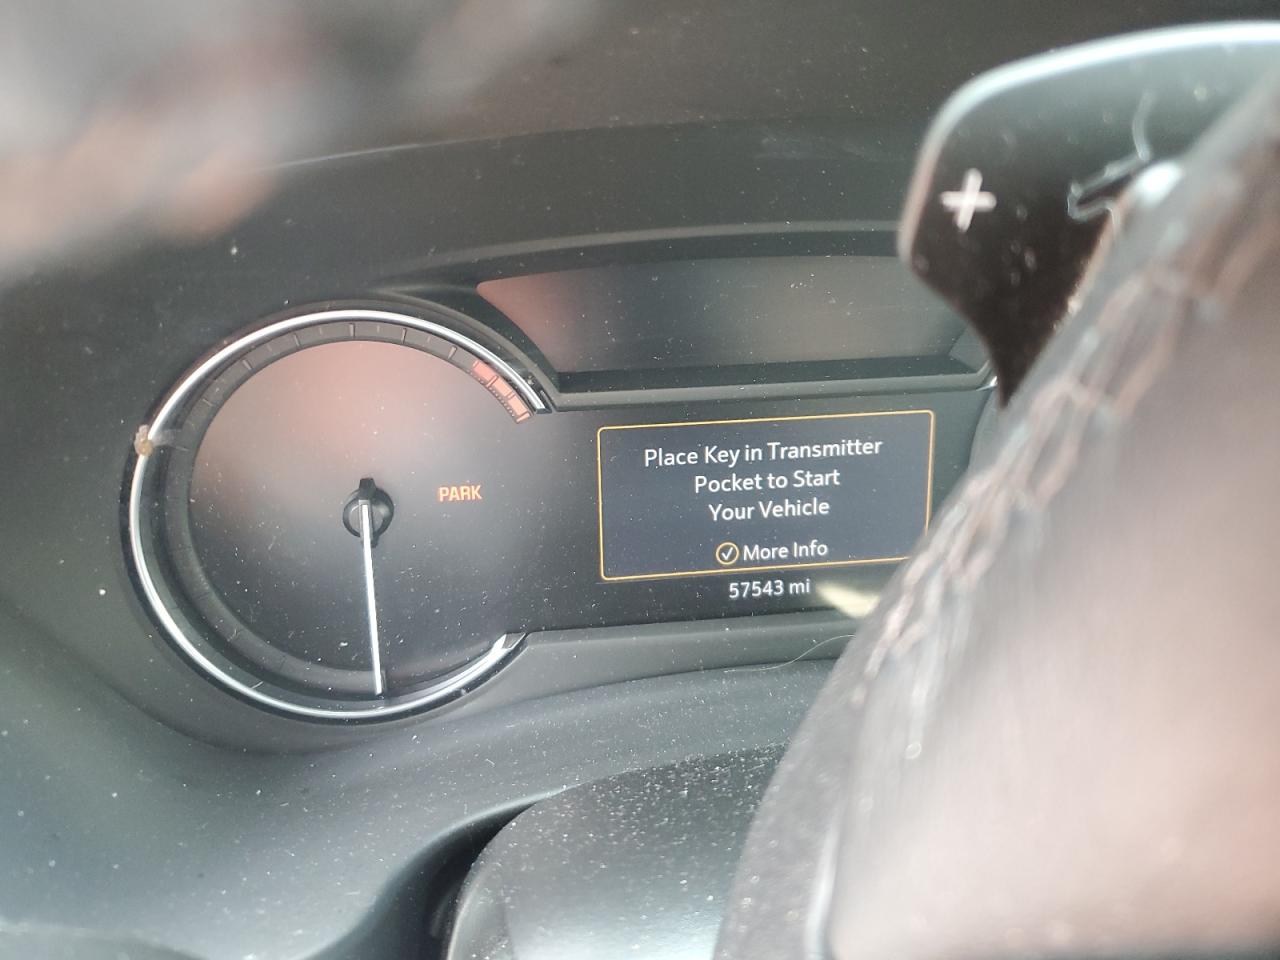 +
PARK
Place Key in Transmitter
Pocket to Start
Your Vehicle
More Info
57543 mi